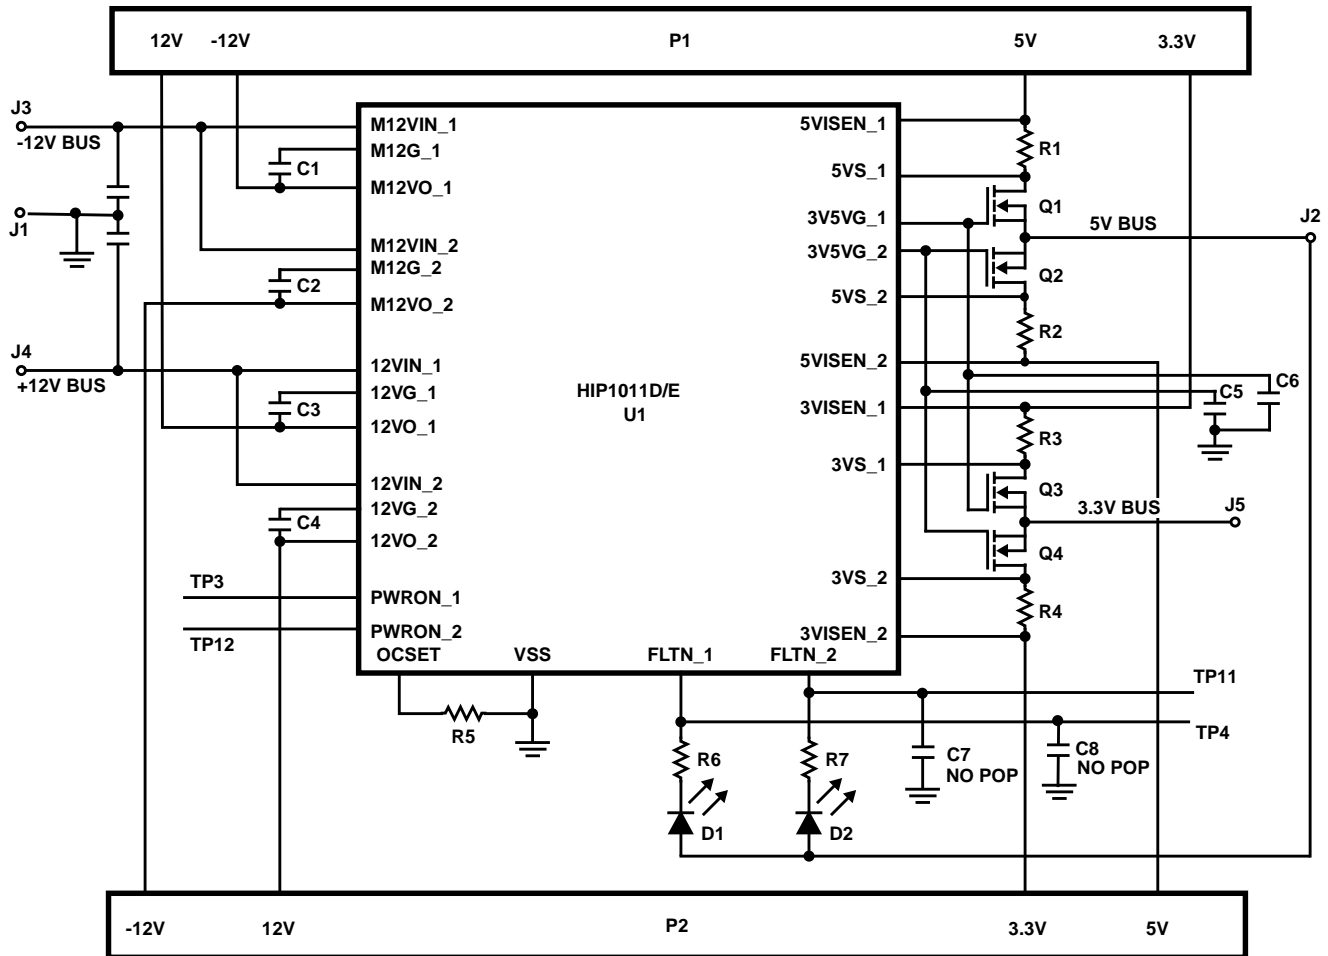 12V -12V P1 5V 3.3V
J3
-12V BUS
J1
J4
+12V BUS
M12VIN_1
M12G_1
C1
M12VO_1
M12VIN_2
M12G_2
C2
M12VO_2
12VIN_1
12VG_1
C3
12VO_1
12VIN_2
12VG_2
C4
12VO_2
TP3
PWRON_1
PWRON_2
TP12
OCSET VSS FLTN_1 FLTN_2
HIP1011D/E
U1
5VISEN_1
R1
5VS_1
3V5VG_1
Q1
5V BUS
J2
3V5VG_2
Q2
5VS_2
R2
5VISEN_2
C6
C5
3VISEN_1
R3
3VS_1
Q3
3.3V BUS
J5
Q4
3VS_2
R4
3VISEN_2
TP11
TP4
R5
R6
R7
C7
NO POP
C8
NO POP
D1
D2
-12V 12V P2 3.3V 5V